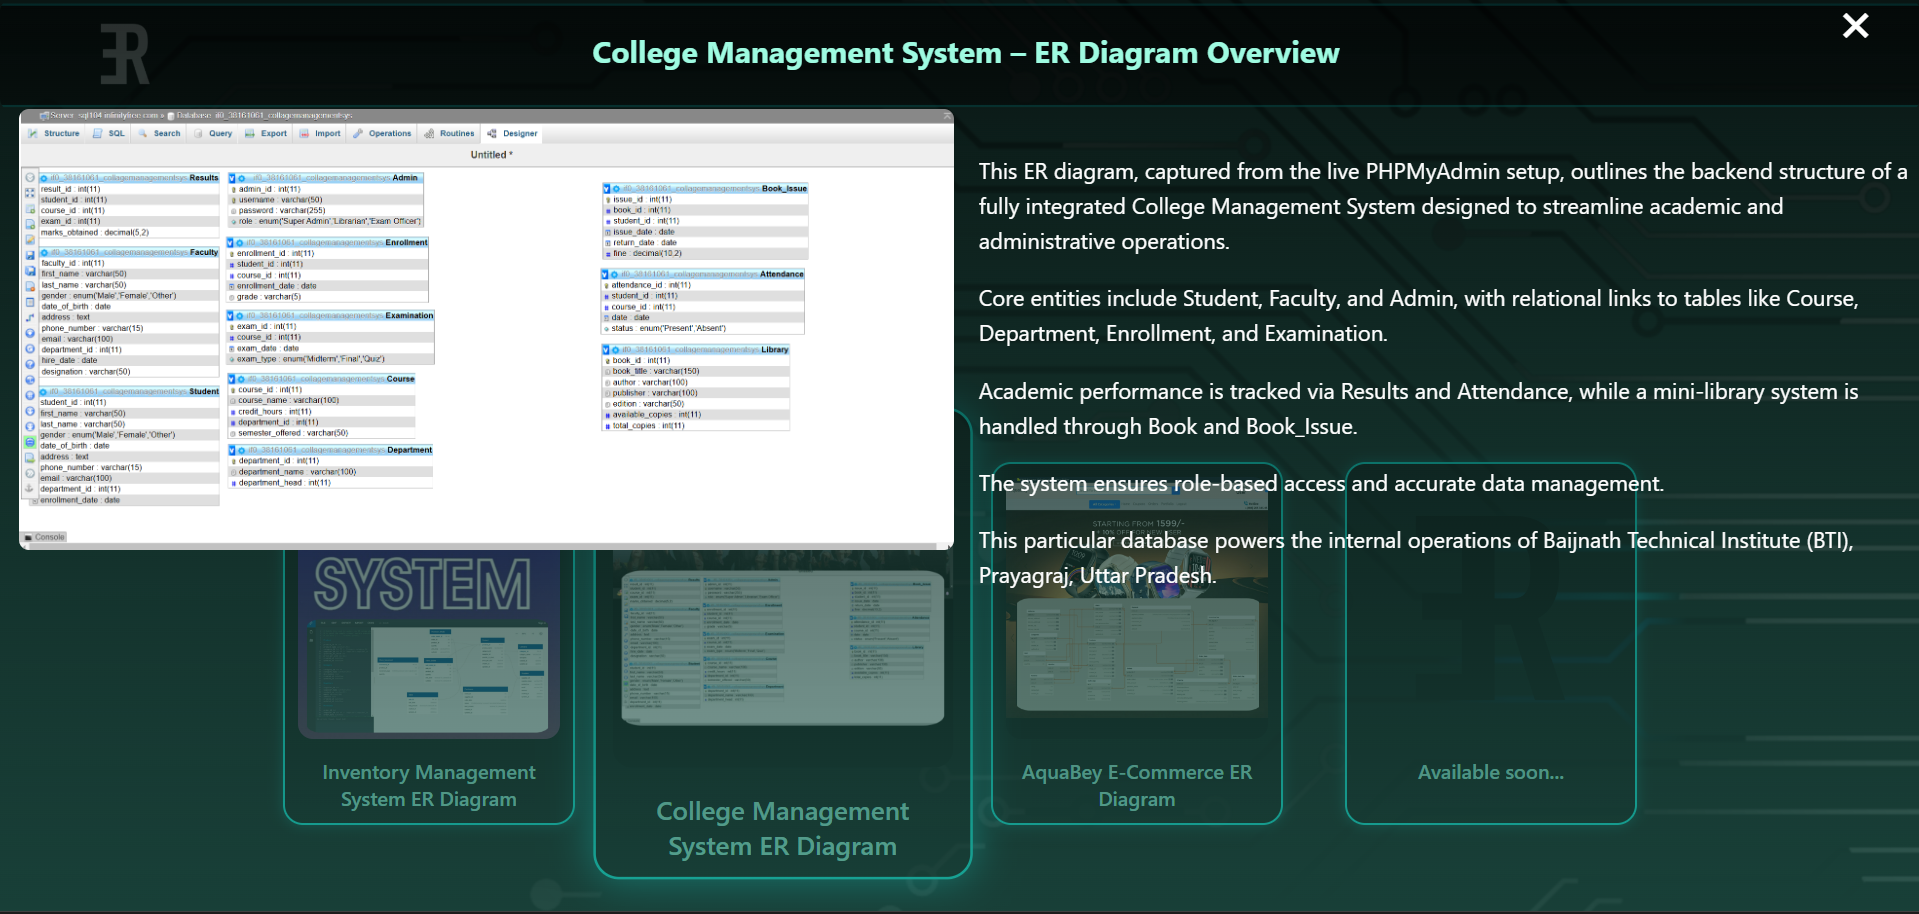 ER
College Management System – ER Diagram Overview
Server: sql104.infinityfree.com » Database: if0_38161061_collagemanagementsys
Structure SQL Search Query Export Import Operations Routines Designer
Untitled *
if0_38161061_collagemanagementsys Results
result_id : int(11)
student_id : int(11)
course_id : int(11)
exam_id : int(11)
marks_obtained : decimal(5,2)
if0_38161061_collagemanagementsys Faculty
faculty_id : int(11)
first_name : varchar(50)
last_name : varchar(50)
gender : enum('Male','Female','Other')
date_of_birth : date
address : text
phone_number : varchar(15)
email : varchar(100)
department_id : int(11)
hire_date : date
designation : varchar(50)
if0_38161061_collagemanagementsys Student
student_id : int(11)
first_name : varchar(50)
last_name : varchar(50)
gender : enum('Male','Female','Other')
date_of_birth : date
address : text
phone_number : varchar(15)
email : varchar(100)
department_id : int(11)
enrollment_date : date
if0_38161061_collagemanagementsys Admin
admin_id : int(11)
username : varchar(50)
password : varchar(255)
role : enum('Super Admin','Librarian','Exam Officer')
if0_38161061_collagemanagementsys Enrollment
enrollment_id : int(11)
student_id : int(11)
course_id : int(11)
enrollment_date : date
grade : varchar(5)
if0_38161061_collagemanagementsys Examination
exam_id : int(11)
course_id : int(11)
exam_date : date
exam_type : enum('Midterm','Final','Quiz')
if0_38161061_collagemanagementsys Course
course_id : int(11)
course_name : varchar(100)
credit_hours : int(11)
department_id : int(11)
semester_offered : varchar(50)
if0_38161061_collagemanagementsys Department
department_id : int(11)
department_name : varchar(100)
department_head : int(11)
if0_38161061_collagemanagementsys Book_Issue
issue_id : int(11)
book_id : int(11)
student_id : int(11)
issue_date : date
return_date : date
fine : decimal(10,2)
if0_38161061_collagemanagementsys Attendance
attendance_id : int(11)
student_id : int(11)
course_id : int(11)
date : date
status : enum('Present','Absent')
if0_38161061_collagemanagementsys Library
book_id : int(11)
book_title : varchar(150)
author : varchar(100)
publisher : varchar(100)
edition : varchar(50)
available_copies : int(11)
total_copies : int(11)
Console
This ER diagram, captured from the live PHPMyAdmin setup, outlines the backend structure of a
fully integrated College Management System designed to streamline academic and
administrative operations.
Core entities include Student, Faculty, and Admin, with relational links to tables like Course,
Department, Enrollment, and Examination.
Academic performance is tracked via Results and Attendance, while a mini-library system is
handled through Book and Book_Issue.
The system ensures role-based access and accurate data management.
This particular database powers the internal operations of Baijnath Technical Institute (BTI),
Prayagraj, Uttar Pradesh.
SYSTEM
STARTING FROM 1599/-
Inventory Management
System ER Diagram
College Management
System ER Diagram
AquaBey E-Commerce ER
Diagram
Available soon...